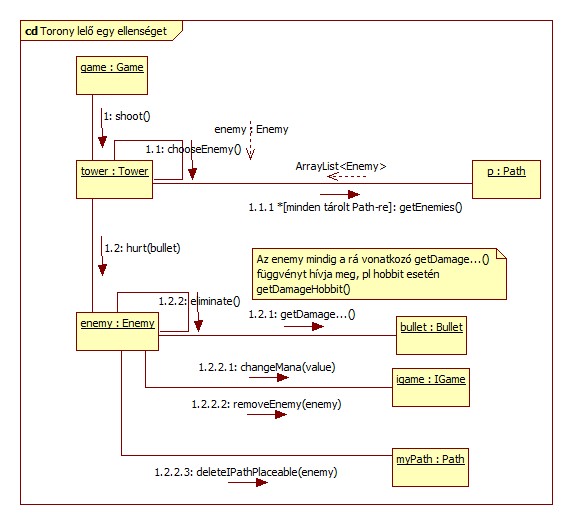 cd Torony lelő egy ellenséget
game : Game
1: shoot()
enemy : Enemy
1.1: chooseEnemy()
ArrayList<Enemy>
tower : Tower
p : Path
1.1.1 *[minden tárolt Path-re]: getEnemies()
1.2: hurt(bullet)
Az enemy mindig a rá vonatkozó getDamage...()
függvényt hívja meg, pl hobbit esetén
getDamageHobbit()
1.2.2: eliminate()
1.2.1: getDamage...()
enemy : Enemy
bullet : Bullet
1.2.2.1: changeMana(value)
igame : IGame
1.2.2.2: removeEnemy(enemy)
myPath : Path
1.2.2.3: deleteIPathPlaceable(enemy)